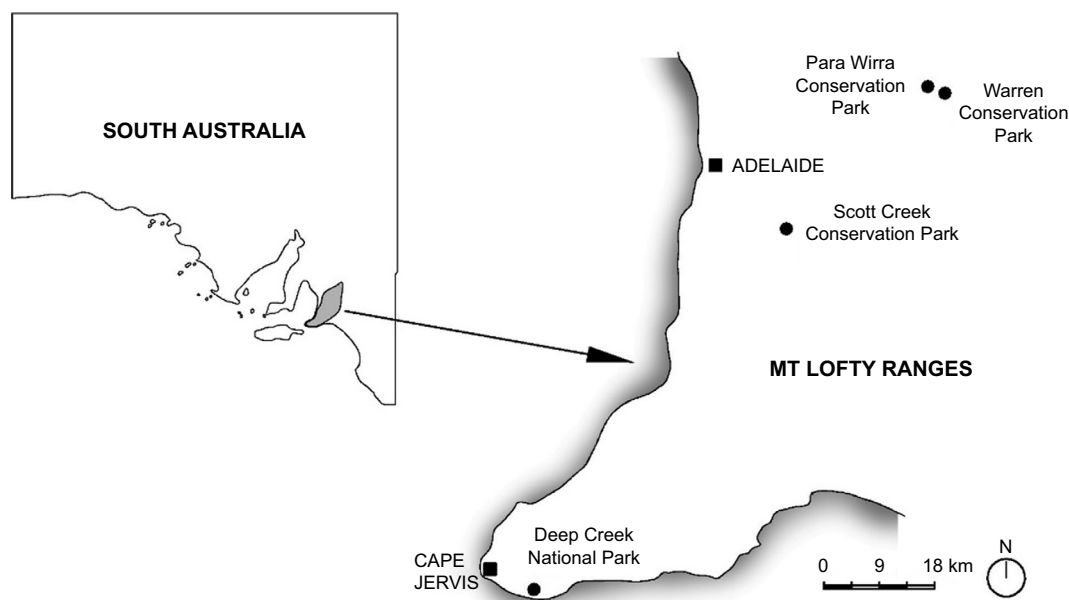 SOUTH AUSTRALIA
Para Wirra
Conservation
Park
Warren
Conservation
Park
ADELAIDE
Scott Creek
Conservation Park
MT LOFTY RANGES
Deep Creek
National Park
CAPE
JERVIS
0 9 18 km
N